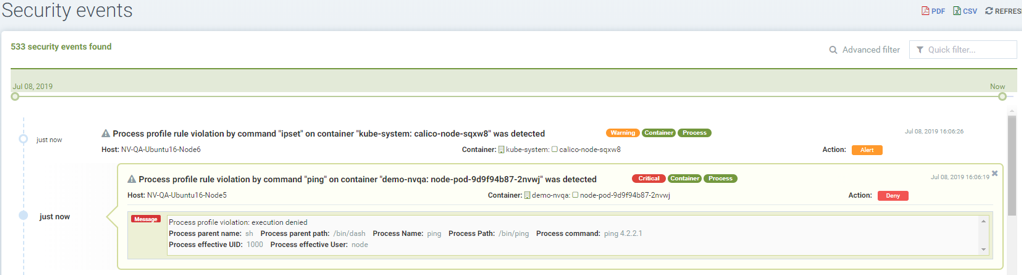 Security events
PDF CSV REFRES
533 security events found
Advanced filter Quick filter...
Jul 08, 2019 Now
just now Process profile rule violation by command "ipset" on container "kube-system: calico-node-sqxw8" was detected Warning Container Process Jul 08, 2019 16:06:26
Host: NV-QA-Ubuntu16-Node6 Container: kube-system: calico-node-sqxw8 Action: Alert
Process profile rule violation by command "ping" on container "demo-nvqa: node-pod-9d9f94b87-2nvwj" was detected Critical Container Process Jul 08, 2019 16:06:19
Host: NV-QA-Ubuntu16-Node5 Container: demo-nvqa: node-pod-9d9f94b87-2nvwj Action: Deny
just now Message Process profile violation: execution denied
Process parent name: sh Process parent path: /bin/dash Process Name: ping Process Path: /bin/ping Process command: ping 4.2.2.1
Process effective UID: 1000 Process effective User: node